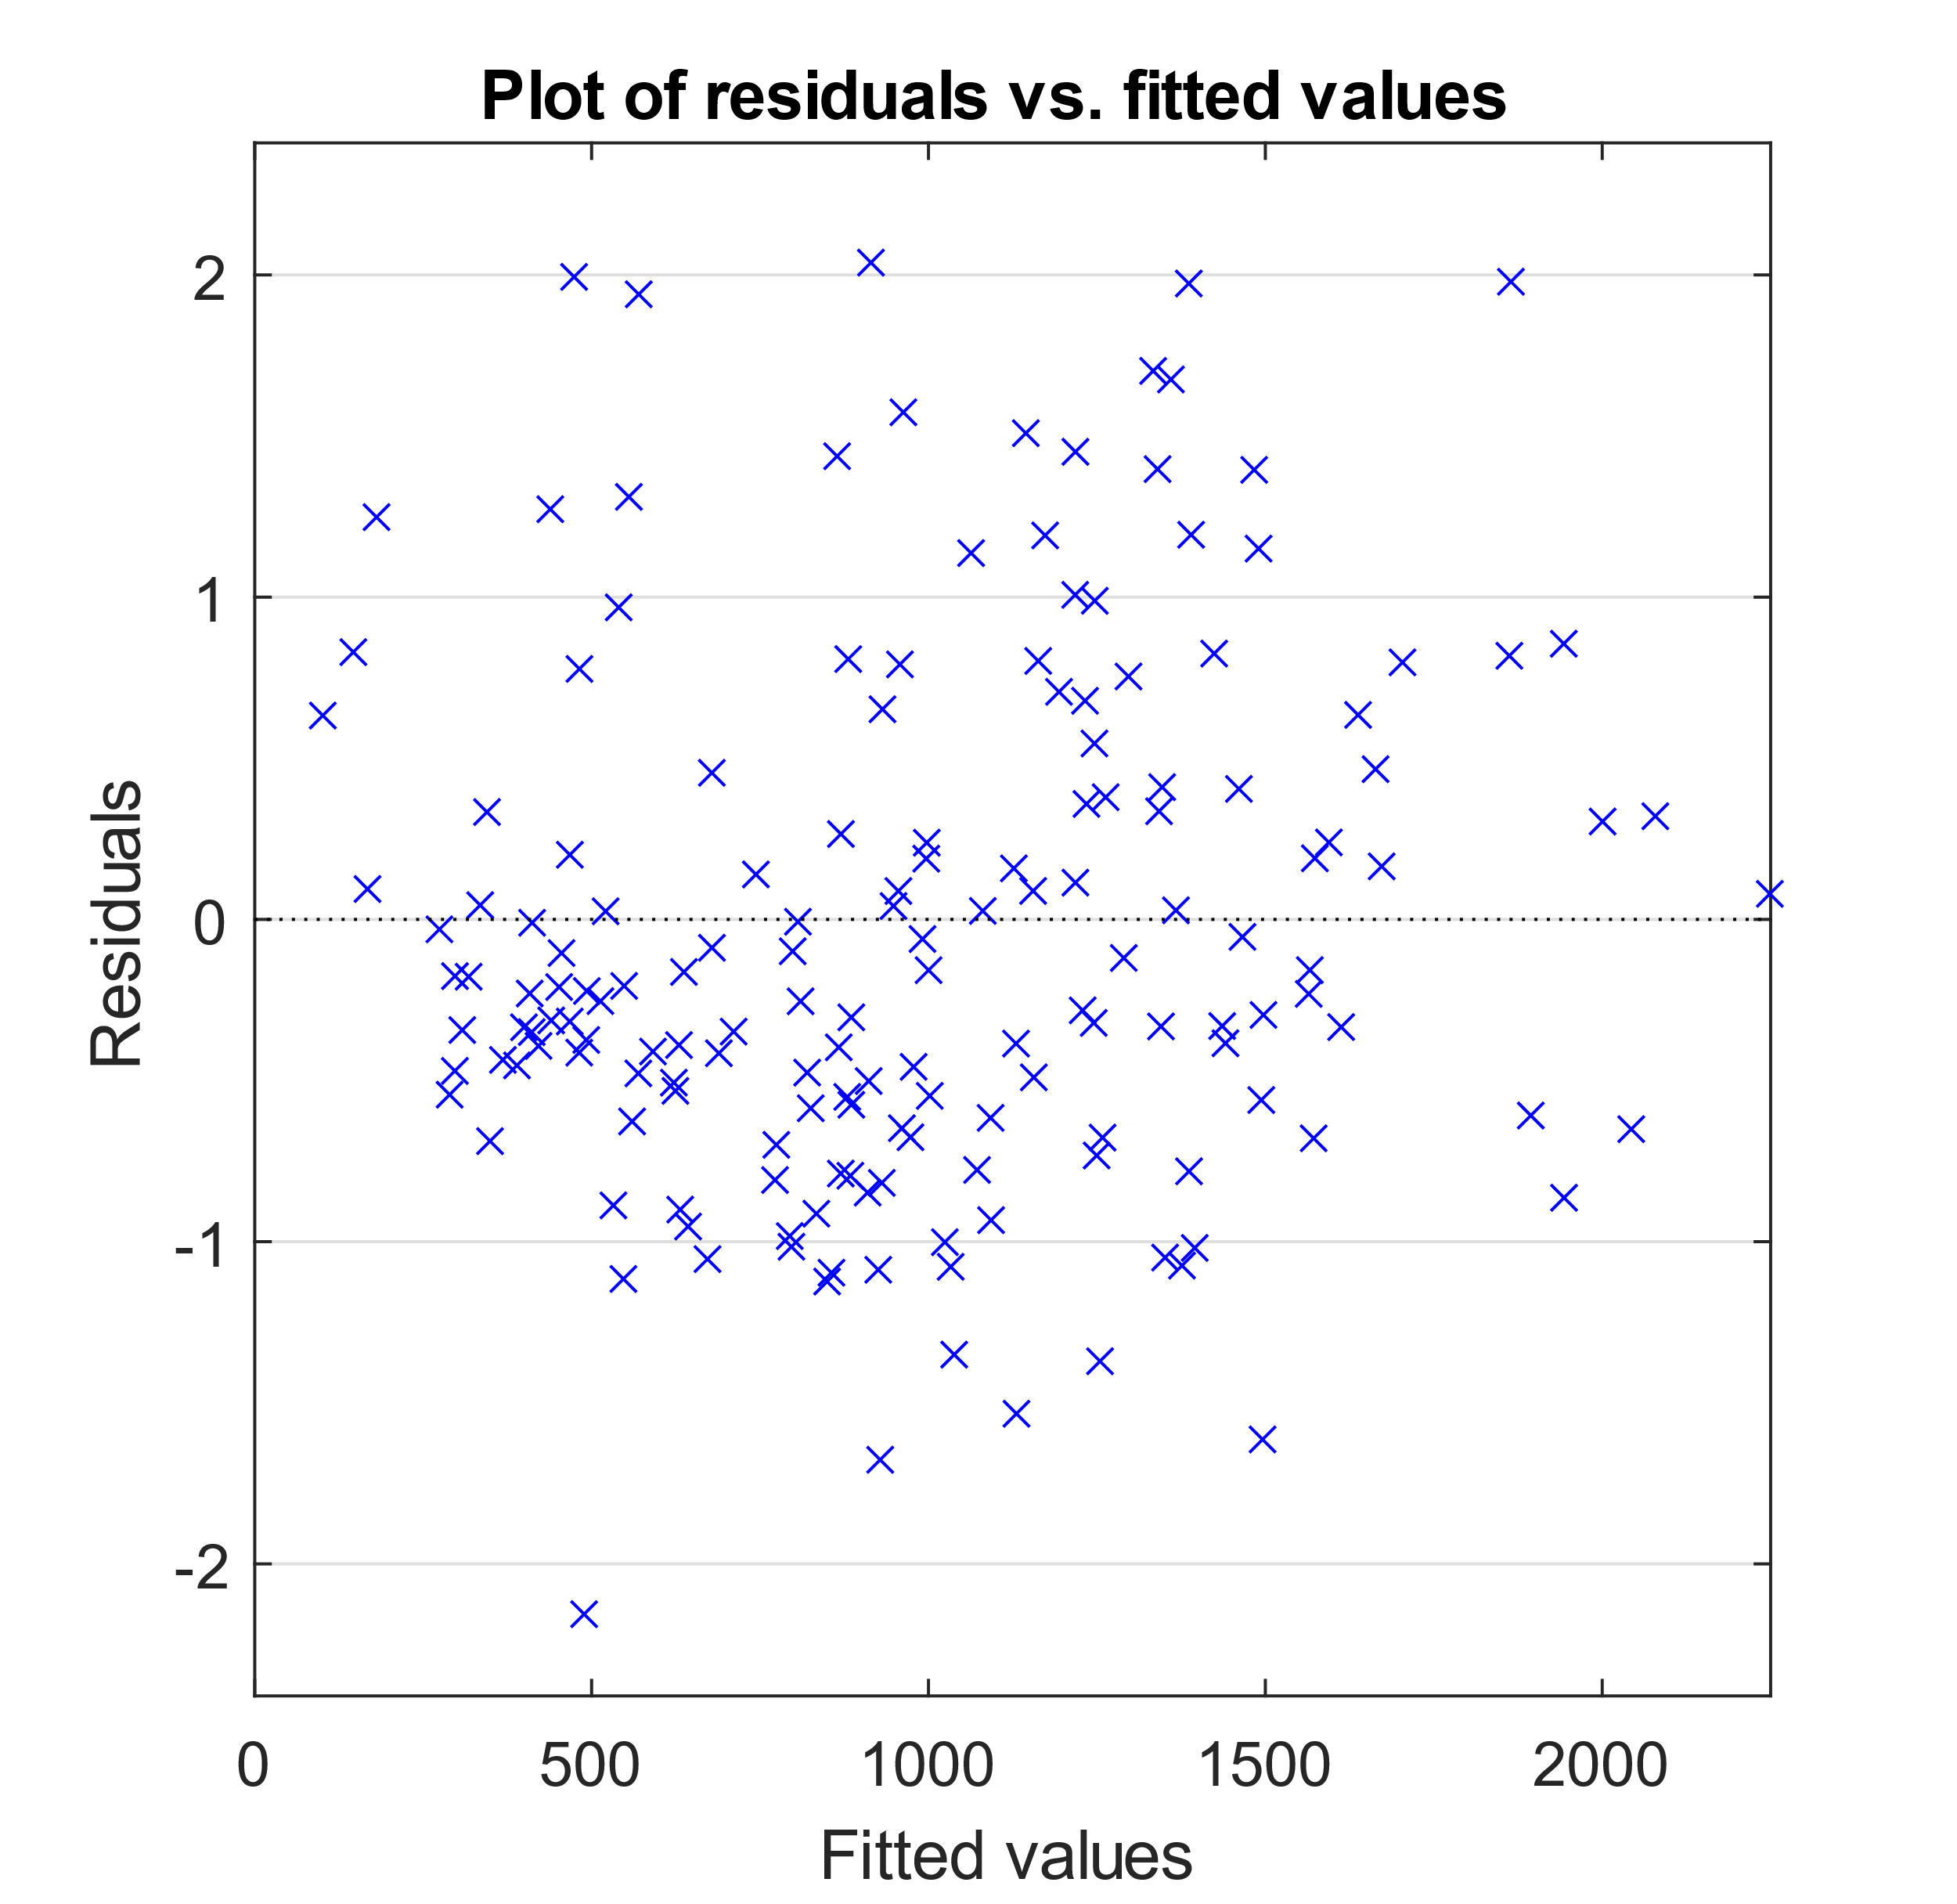 Plot of residuals vs. fitted values
2
1
0
-1
-2
Residuals
0 500 1000 1500 2000
Fitted values